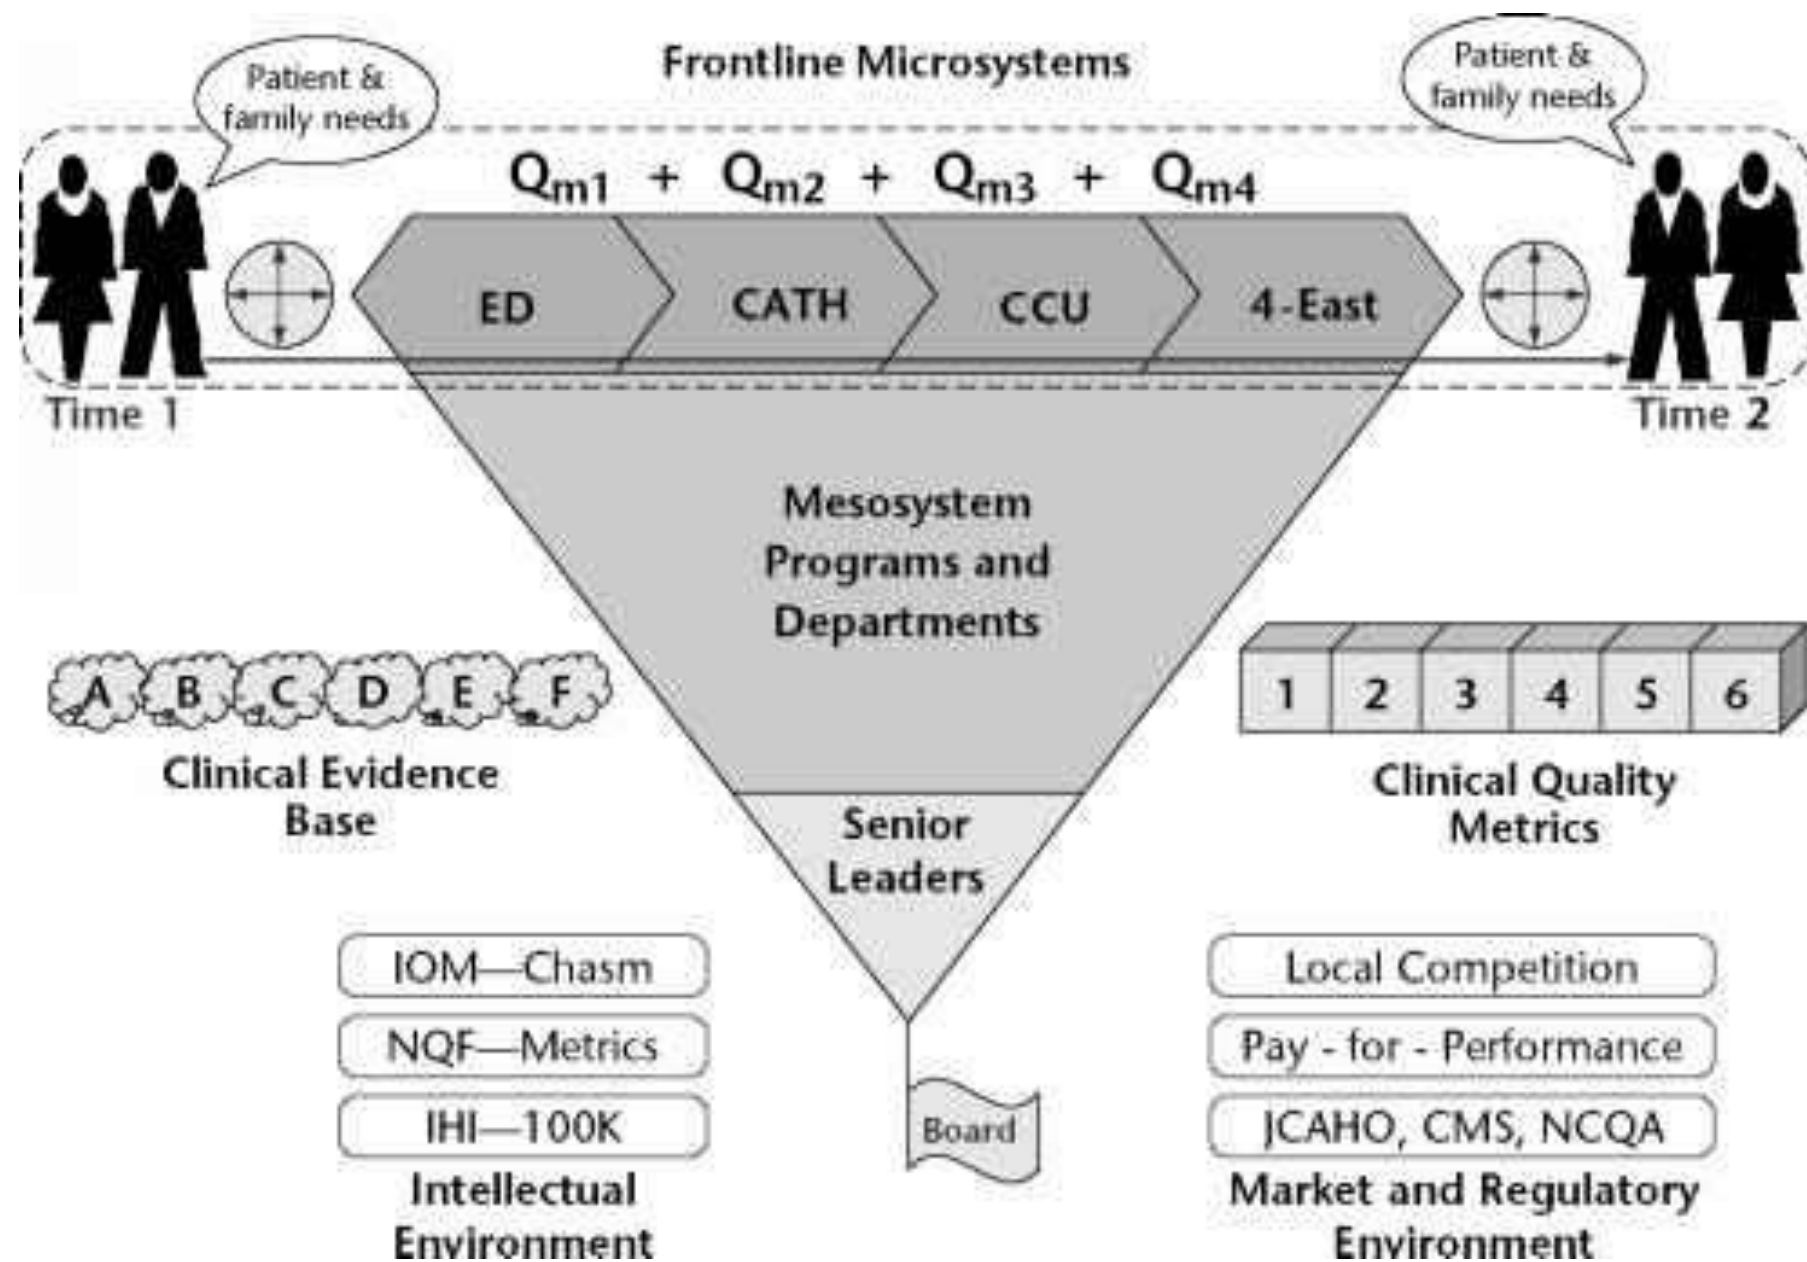 Frontline Microsystems
Patient &
family needs
Patient &
family needs
Qm1 + Qm2 + Qm3 + Qm4
ED
CATH
CCU
4-East
Time 1
Time 2
Mesosystem
Programs and
Departments
A B C D E F
Clinical Evidence
Base
1 2 3 4 5 6
Clinical Quality
Metrics
Senior
Leaders
IOM—Chasm
NQF—Metrics
IHI—100K
Intellectual
Environment
Board
Local Competition
Pay - for - Performance
JCAHO, CMS, NCQA
Market and Regulatory
Environment